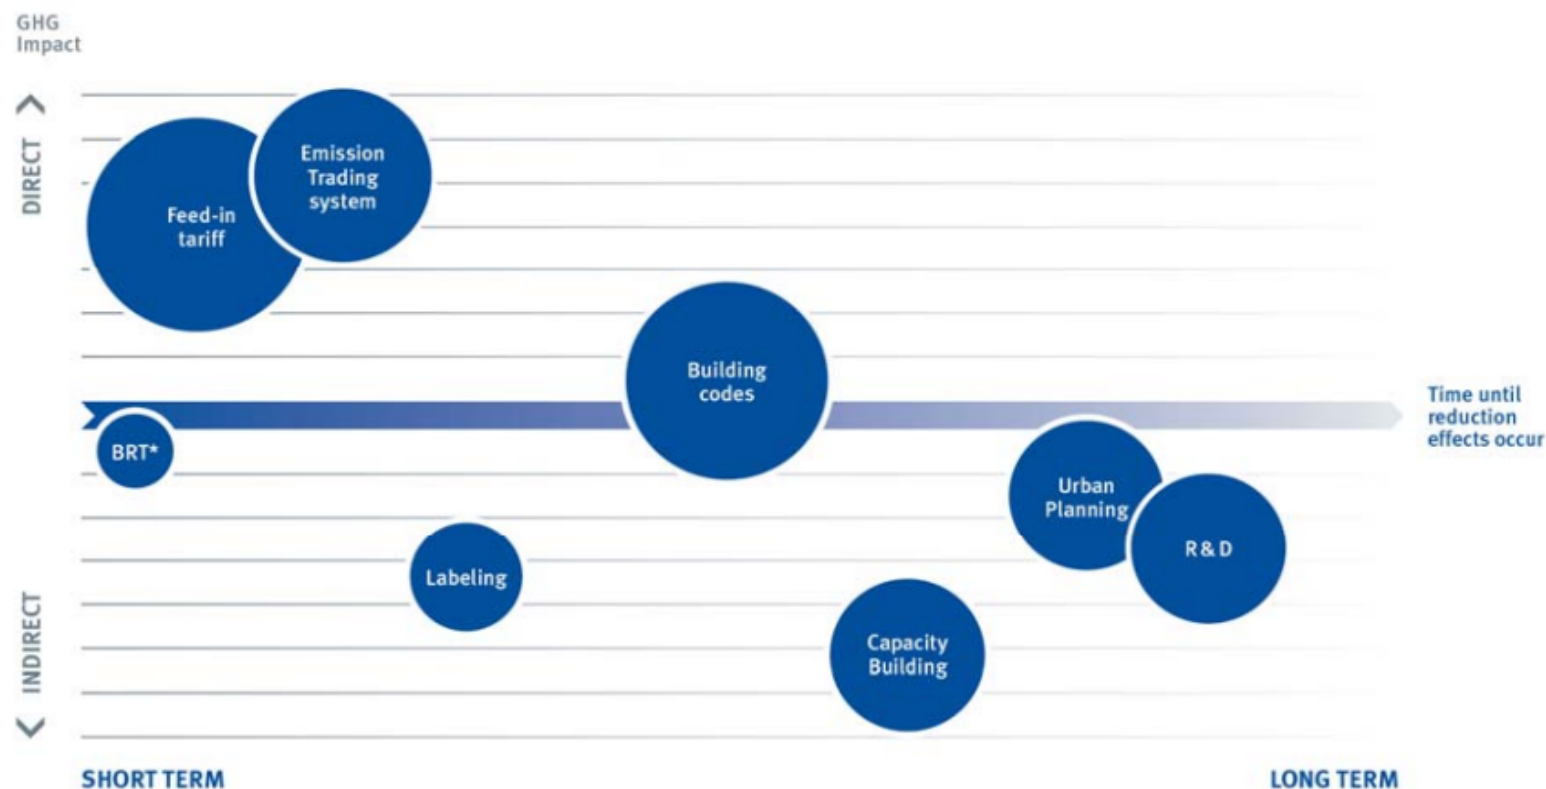 GHG
Impact
DIRECT
Emission
Trading
system
Feed-in
tariff
Building
codes
Time until
reduction
effects occur
BRT*
Urban
Planning
R & D
Labeling
INDIRECT
Capacity
Building
SHORT TERM
LONG TERM